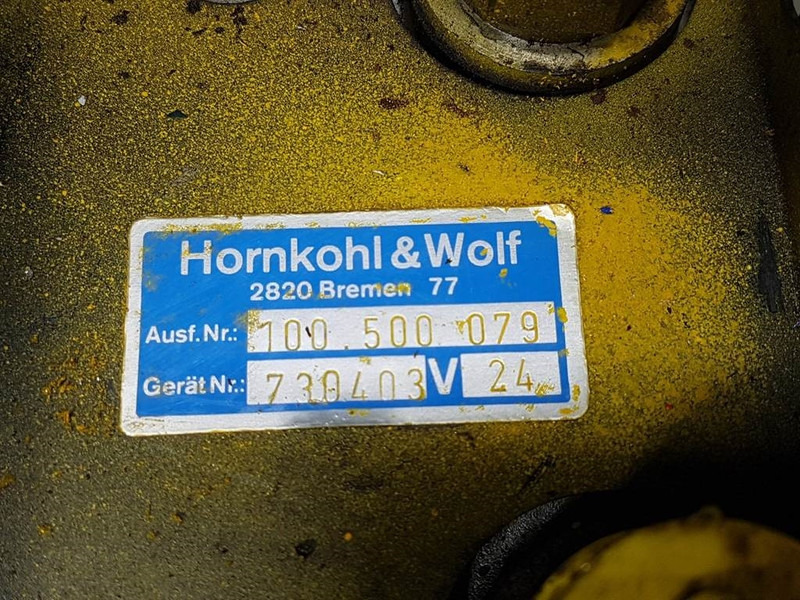 Hornkohl & Wolf
2820 Bremen 77
Ausf.Nr.: 100.500 079
Gerät Nr.: 730403 V 24